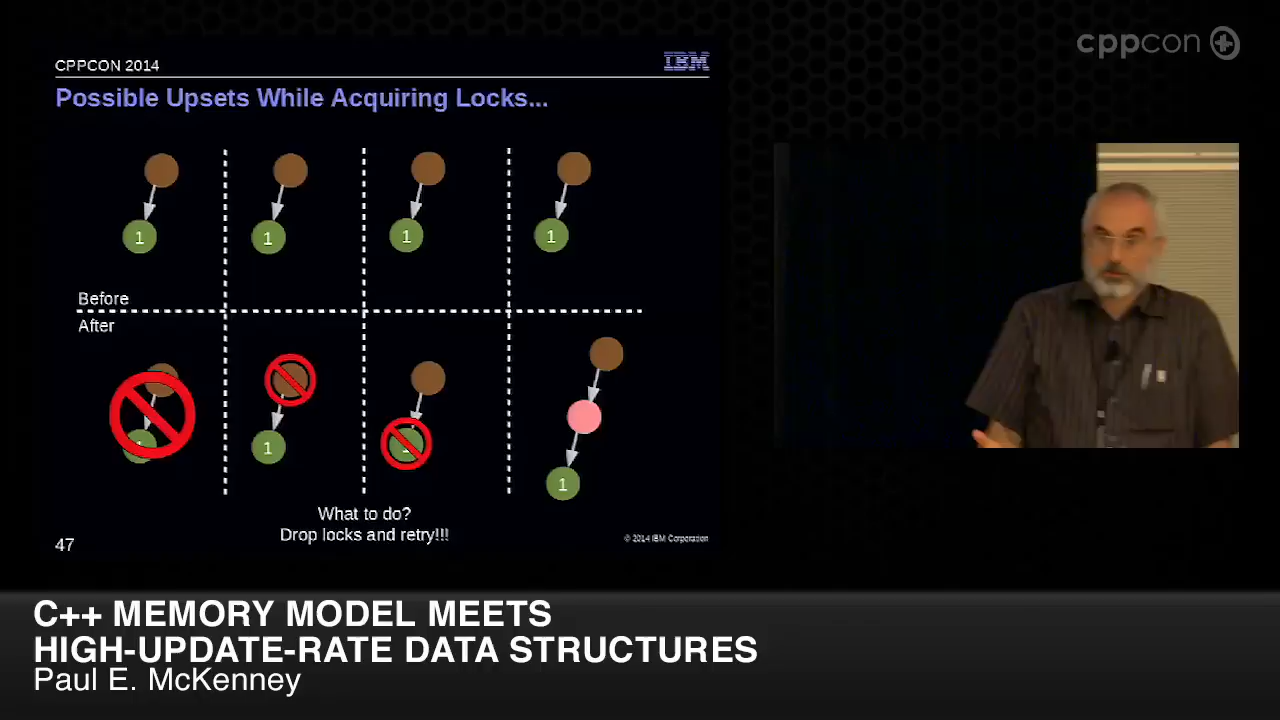 cppcon
CPPCON 2014
IBM
Possible Upsets While Acquiring Locks...
1
1
1
1
Before
After
1
1
What to do?
Drop locks and retry!!!
47
© 2014 IBM Corporation
C++ MEMORY MODEL MEETS
HIGH-UPDATE-RATE DATA STRUCTURES
Paul E. McKenney